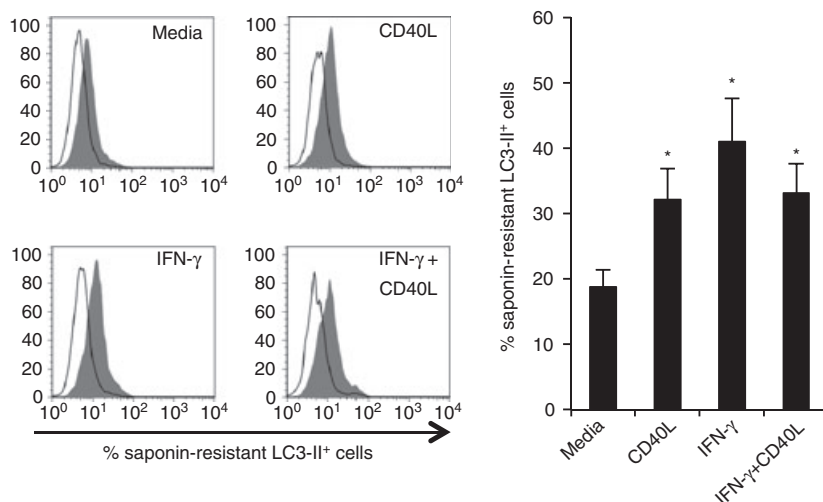 Media
100
80
60
40
20
0
10⁰ 10¹ 10² 10³ 10⁴
CD40L
100
80
60
40
20
0
10⁰ 10¹ 10² 10³ 10⁴
IFN-γ
100
80
60
40
20
0
10⁰ 10¹ 10² 10³ 10⁴
IFN-γ +
CD40L
100
80
60
40
20
0
10⁰ 10¹ 10² 10³ 10⁴
% saponin-resistant LC3-II⁺ cells
% saponin-resistant LC3-II⁺ cells
60
50
40
30
20
10
0
*
*
*
Media
CD40L
IFN-γ
IFN-γ+CD40L